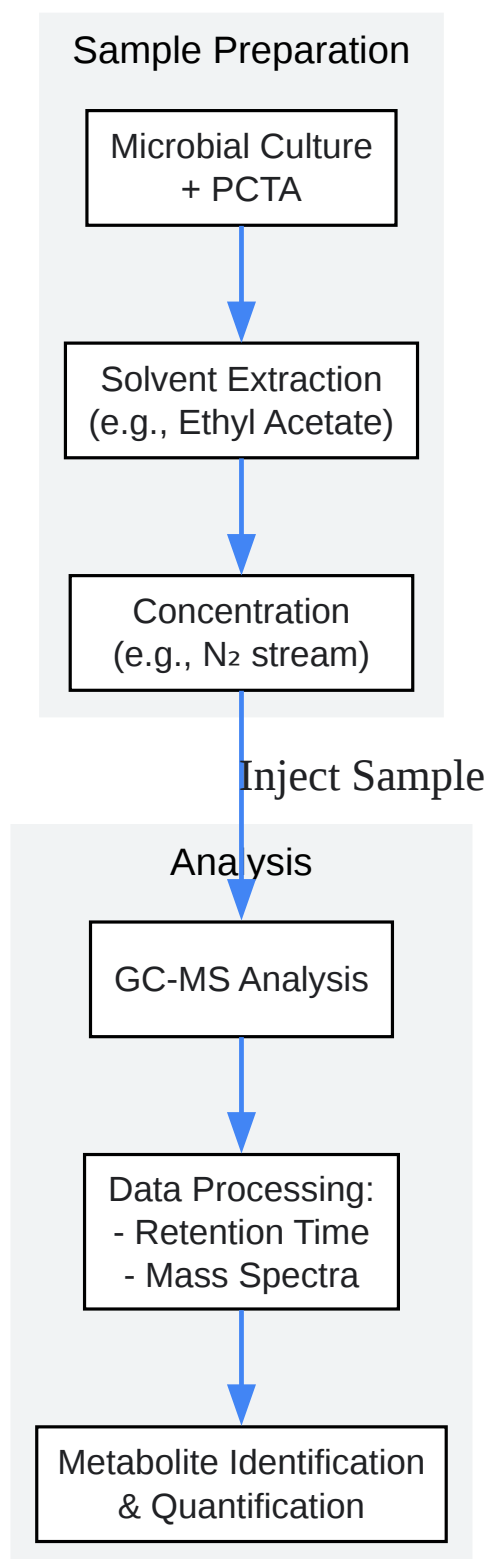 Sample Preparation
Microbial Culture
+ PCTA
Solvent Extraction
(e.g., Ethyl Acetate)
Concentration
(e.g., N₂ stream)
Inject Sample
Analysis
GC-MS Analysis
Data Processing:
- Retention Time
- Mass Spectra
Metabolite Identification
& Quantification